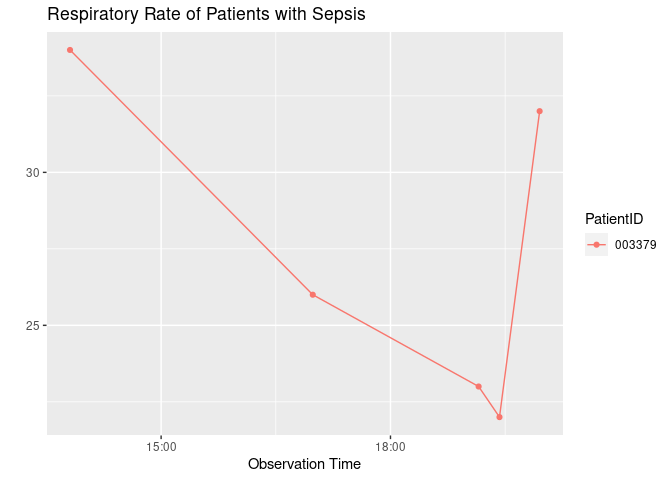 Respiratory Rate of Patients with Sepsis
30
25
15:00
18:00
Observation Time
PatientID
003379